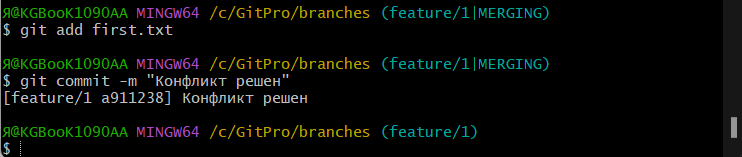 Я@KGBooK1090AA MINGW64 /c/GitPro/branches (feature/1|MERGING)
$ git add first.txt
Я@KGBooK1090AA MINGW64 /c/GitPro/branches (feature/1|MERGING)
$ git commit -m "Конфликт решен"
[feature/1 a911238] Конфликт решен
Я@KGBooK1090AA MINGW64 /c/GitPro/branches (feature/1)
$